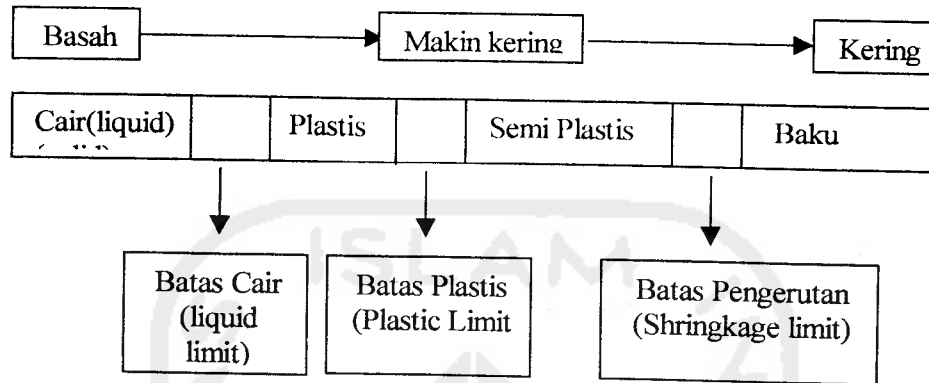 Basah
Makin kering
Kering
Cair(liquid)
Plastis
Semi Plastis
Baku
Batas Cair
(liquid
limit)
Batas Plastis
(Plastic Limit
Batas Pengerutan
(Shringkage limit)
ISLAM